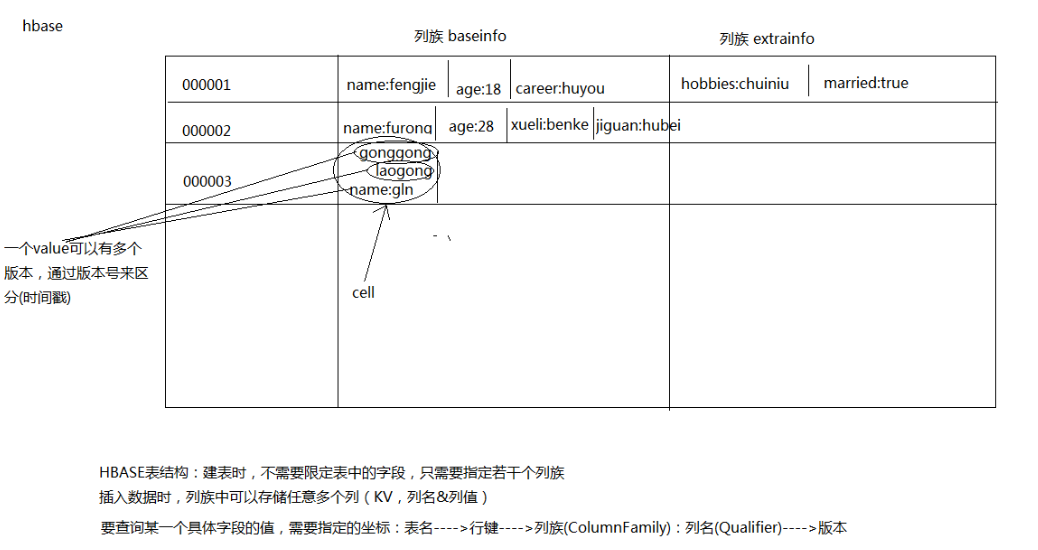 hbase
列族 baseinfo
列族 extrainfo
000001
name:fengjie
age:18
career:huyou
hobbies:chuiniu
married:true
000002
name:furong
age:28
xueli:benke
jiguan:hubei
gonggong
laogong
000003
name:gln
一个value可以有多个
版本，通过版本号来区
分(时间戳)
cell
HBASE表结构：建表时，不需要限定表中的字段，只需要指定若干个列族
插入数据时，列族中可以存储任意多个列（KV，列名&列值）
要查询某一个具体字段的值，需要指定的坐标：表名---->行键---->列族(ColumnFamily)：列名(Qualifier)---->版本